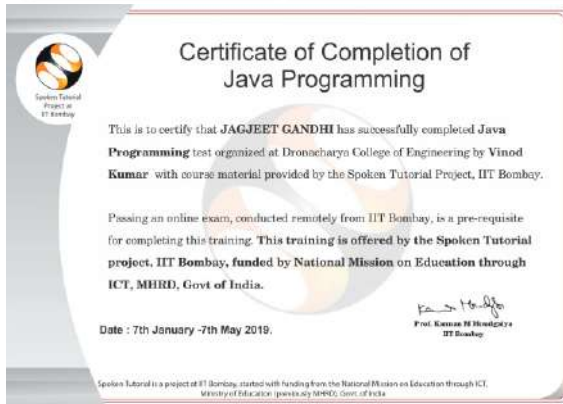 Certificate of Completion of
Java Programming
Spoken Tutorial
Project at
IIT Bombay
This is to certify that JAGJEET GANDHI has successfully completed Java
Programming test organized at Dronacharya College of Engineering by Vinod
Kumar with course material provided by the Spoken Tutorial Project, IIT Bombay.
Passing an online exam, conducted remotely from IIT Bombay, is a pre-requisite
for completing this training. This training is offered by the Spoken Tutorial
project, IIT Bombay, funded by National Mission on Education through
ICT, MHRD, Govt of India.
Prof. Kannan M Moudgalya
IIT Bombay
Date : 7th January -7th May 2019.
Spoken Tutorial is a project at IIT Bombay, started with funding from the National Mission on Education through ICT,
Ministry of Education (previously MHRD), Govt. of India